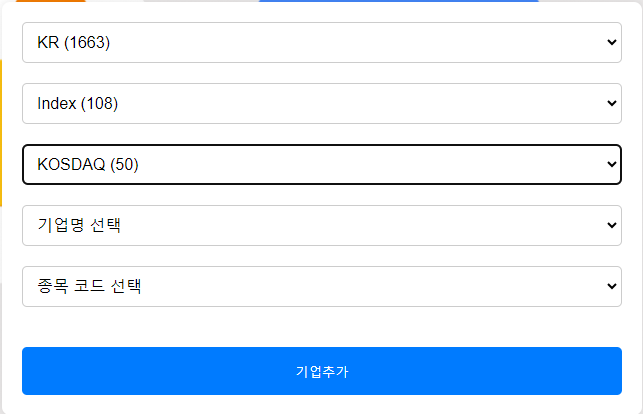 KR (1663)
Index (108)
KOSDAQ (50)
기업명 선택
종목 코드 선택
기업추가